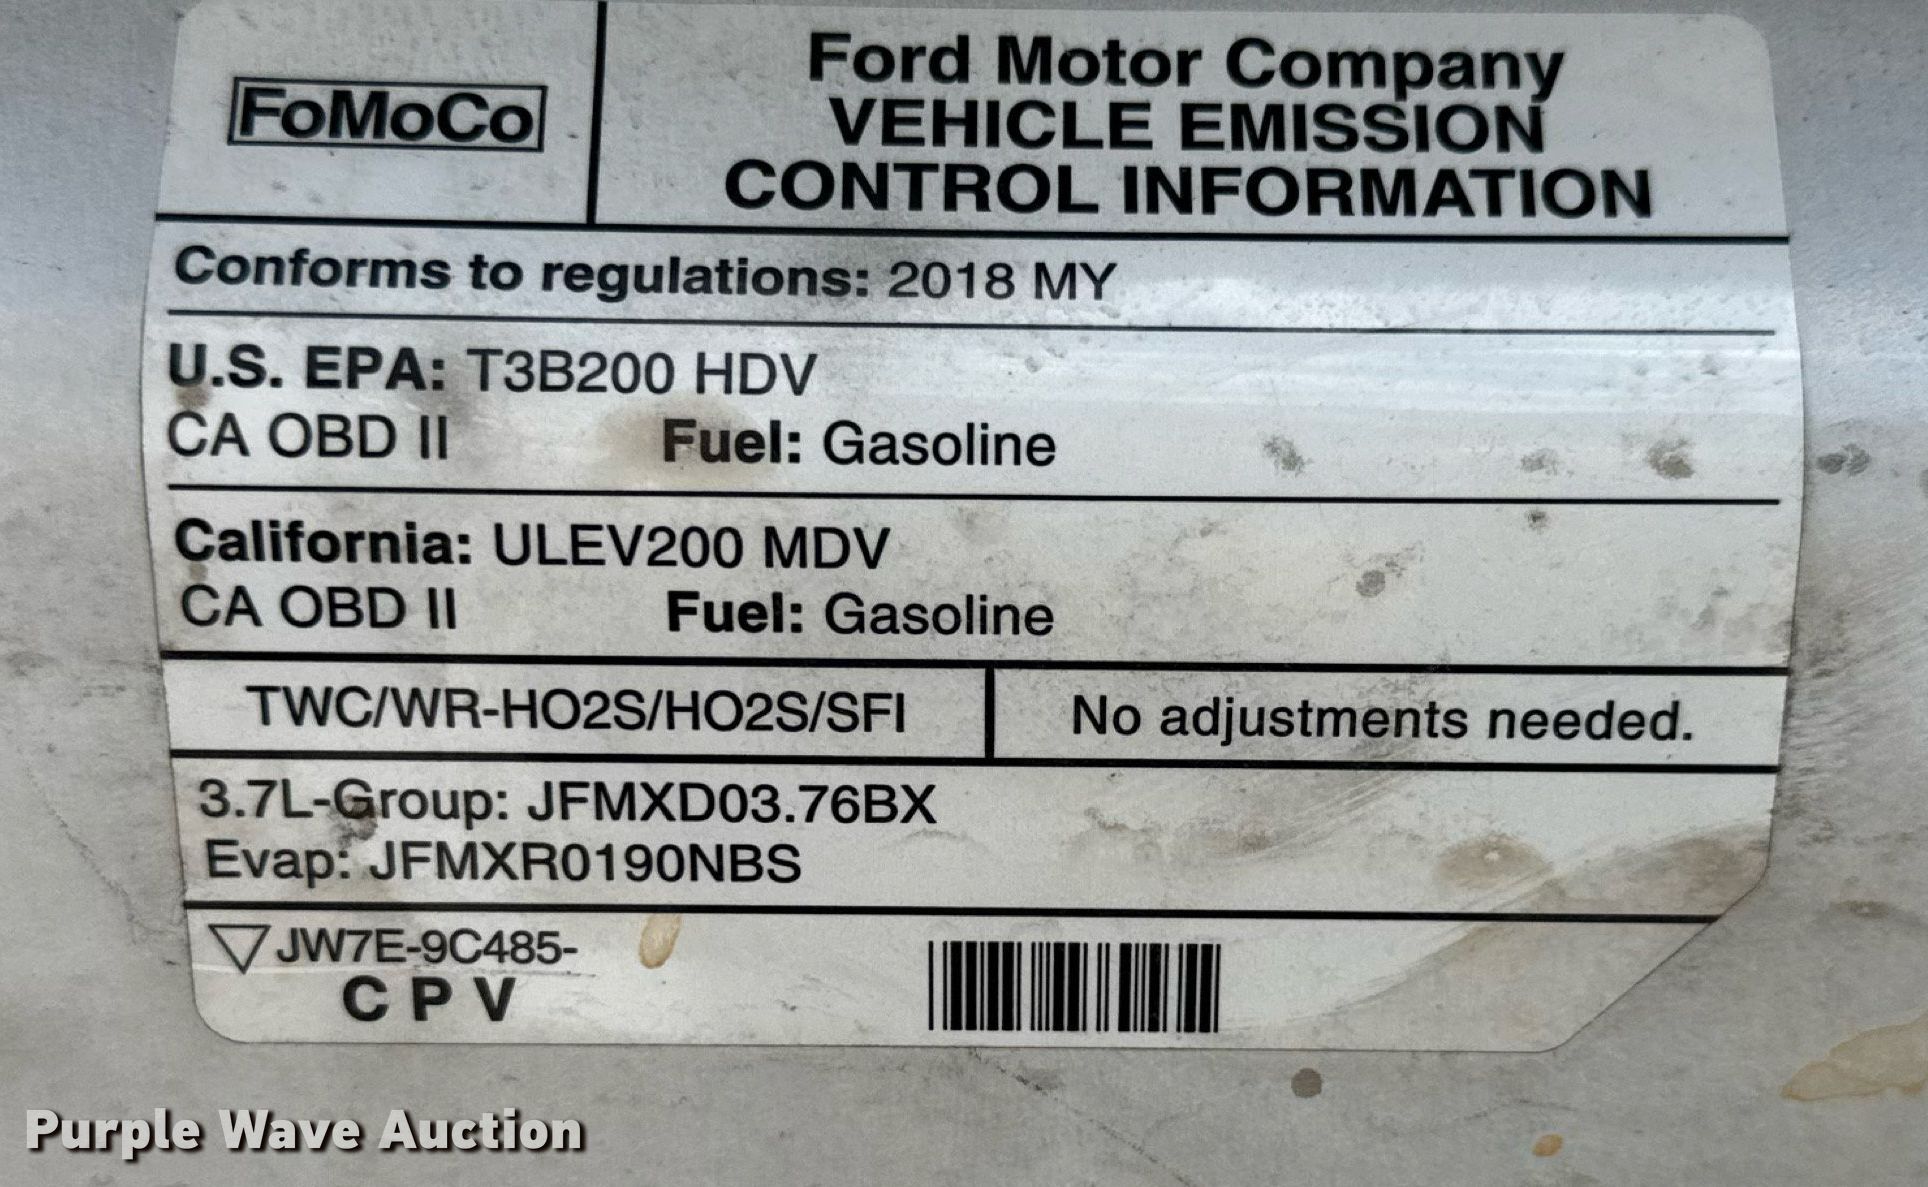 FoMoCo
Ford Motor Company
VEHICLE EMISSION
CONTROL INFORMATION
Conforms to regulations: 2018 MY
U.S. EPA: T3B200 HDV
CA OBD II Fuel: Gasoline
California: ULEV200 MDV
CA OBD II Fuel: Gasoline
TWC/WR-HO2S/HO2S/SFI
No adjustments needed.
3.7L-Group: JFMXD03.76BX
Evap: JFMXR0190NBS
JW7E-9C485-
C P V
Purple Wave Auction